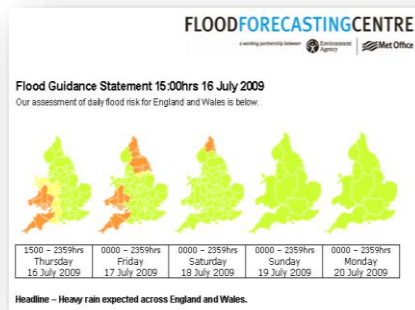 FLOODFORECASTINGCENTRE
a working partnership between Environment Agency Met Office
Flood Guidance Statement 15:00hrs 16 July 2009
Our assessment of daily flood risk for England and Wales is below.
1500 – 2359hrs Thursday 16 July 2009
0000 – 2359hrs Friday 17 July 2009
0000 – 2359hrs Saturday 18 July 2009
0000 – 2359hrs Sunday 19 July 2009
0000 – 2359hrs Monday 20 July 2009
Headline – Heavy rain expected across England and Wales.